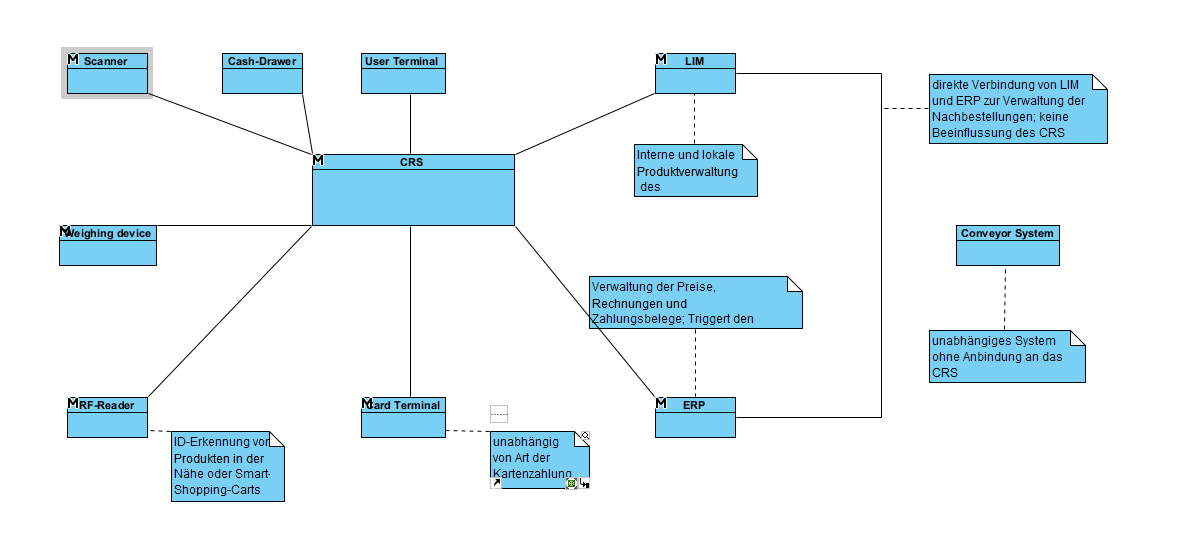 Scanner
Cash-Drawer
User Terminal
LIM
direkte Verbindung von LIM
und ERP zur Verwaltung der
Nachbestellungen; keine
Beeinflussung des CRS
CRS
Interne und lokale
Produktverwaltung
des
Weighing device
Conveyor System
Verwaltung der Preise,
Rechnungen und
Zahlungsbelege; Triggert den
unabhängiges System
ohne Anbindung an das
CRS
RF-Reader
Card Terminal
ERP
ID-Erkennung von
Produkten in der
Nähe oder Smart-
Shopping-Carts
unabhängig
von Art der
Kartenzahlung